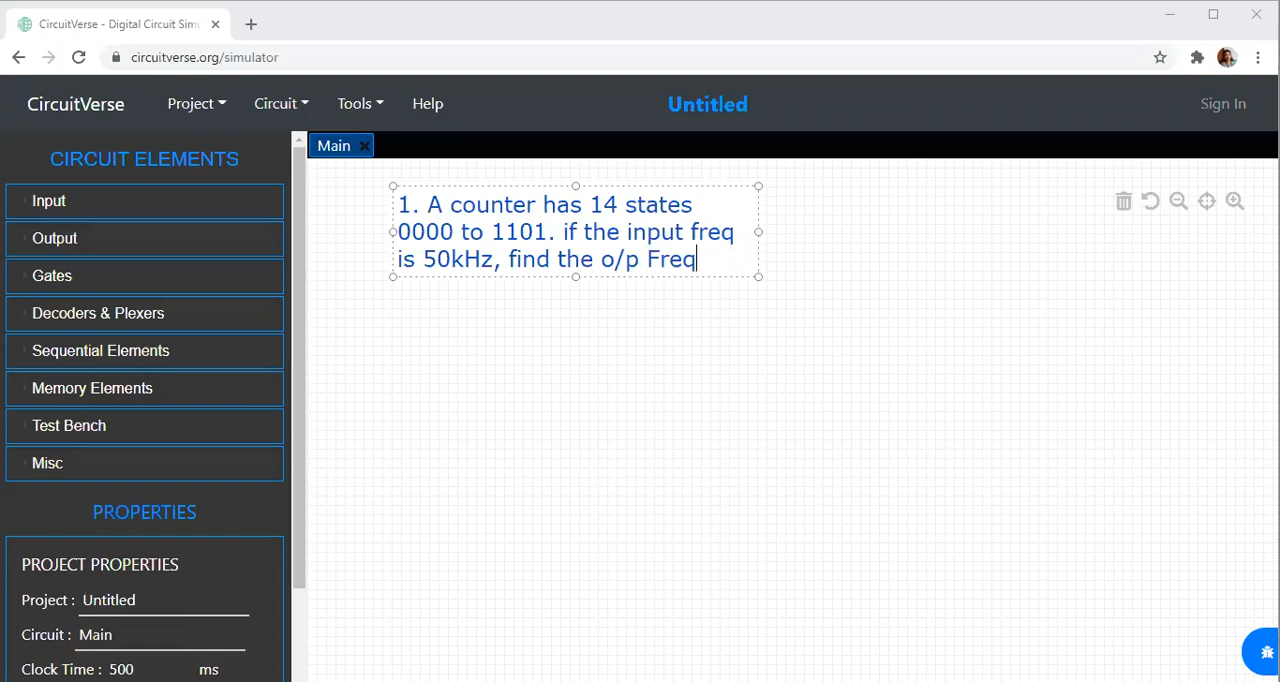 CircuitVerse - Digital Circuit Simu
circuitverse.org/simulator
CircuitVerse Project Circuit Tools Help Untitled Sign In
CIRCUIT ELEMENTS
Main
Input
Output
Gates
Decoders & Plexers
Sequential Elements
Memory Elements
Test Bench
Misc
PROPERTIES
PROJECT PROPERTIES
Project : Untitled
Circuit : Main
Clock Time : 500 ms
1. A counter has 14 states
0000 to 1101. if the input freq
is 50kHz, find the o/p Freq